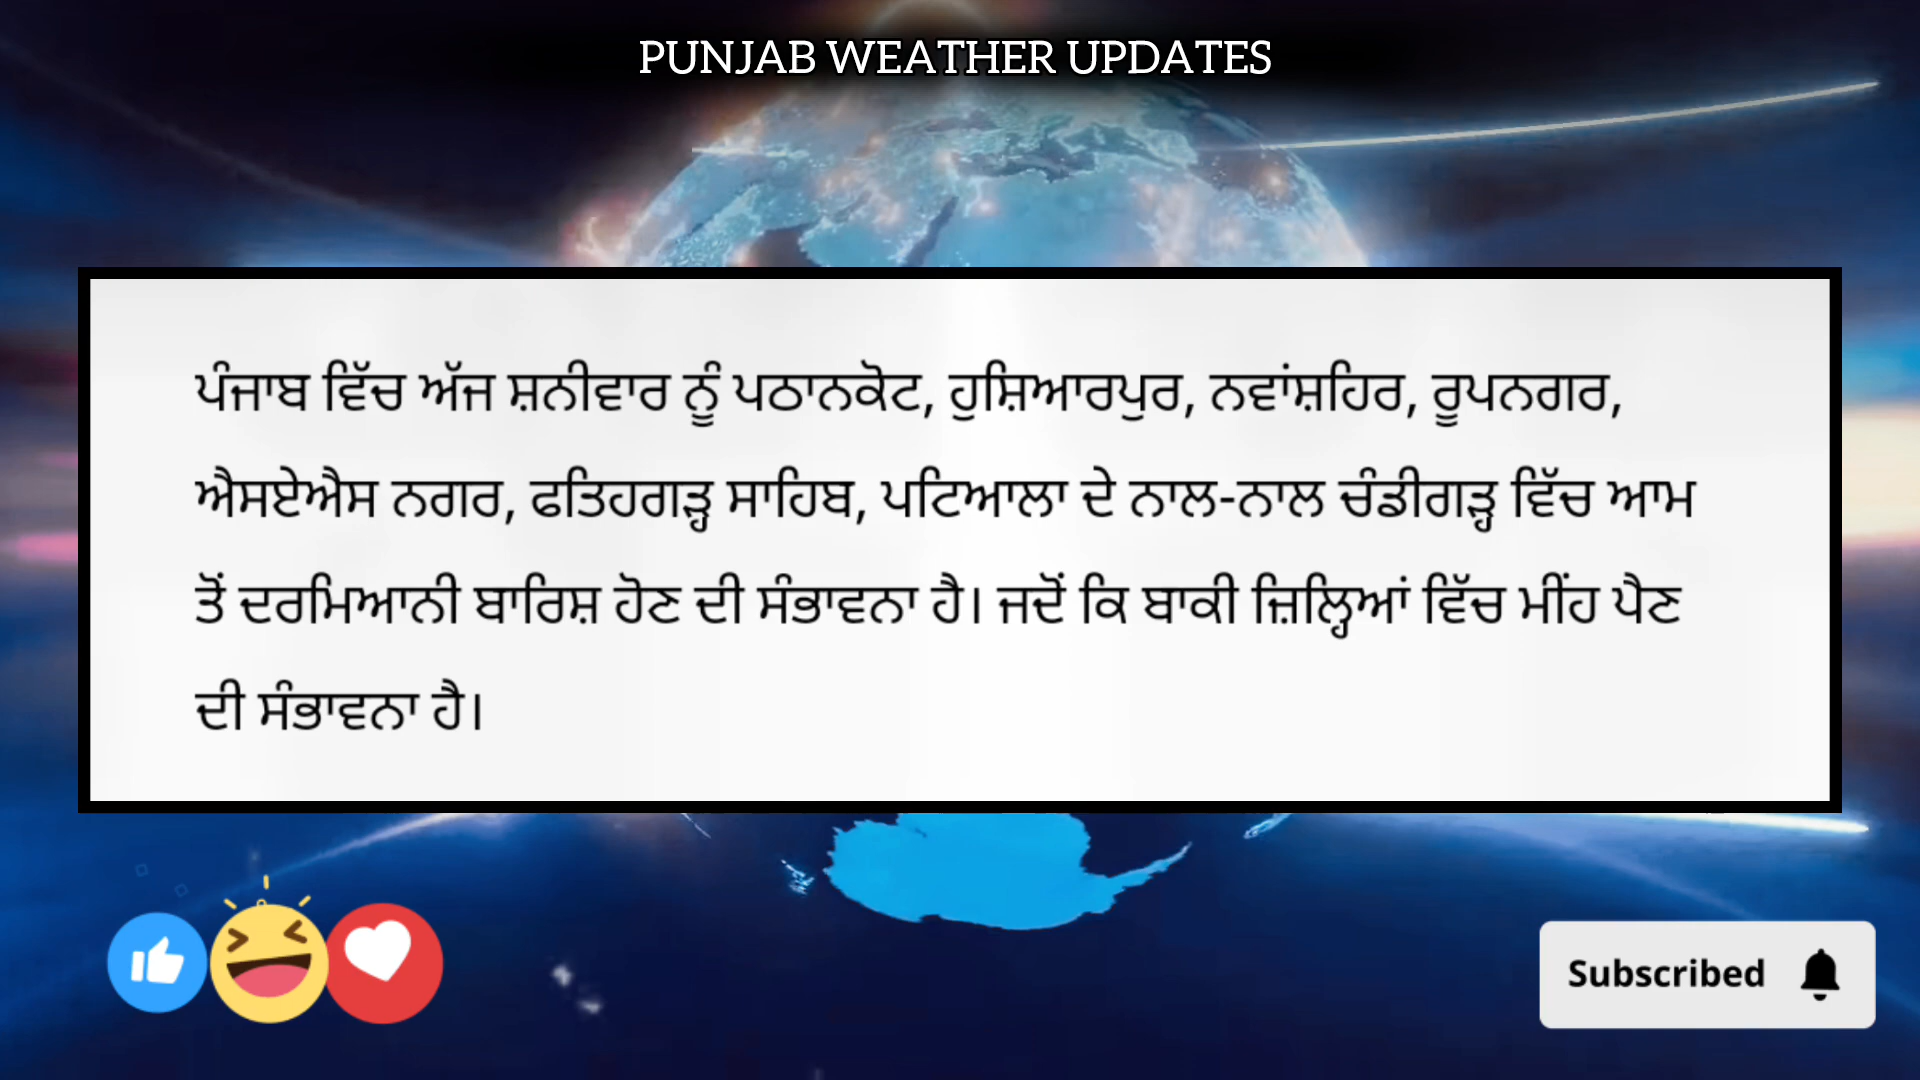 PUNJAB WEATHER UPDATES
ਪੰਜਾਬ ਵਿੱਚ ਅੱਜ ਸ਼ਨੀਵਾਰ ਨੂੰ ਪਠਾਨਕੋਟ, ਹੁਸ਼ਿਆਰਪੁਰ, ਨਵਾਂਸ਼ਹਿਰ, ਰੂਪਨਗਰ,
ਐਸਏਐਸ ਨਗਰ, ਫਤਿਹਗੜ੍ਹ ਸਾਹਿਬ, ਪਟਿਆਲਾ ਦੇ ਨਾਲ-ਨਾਲ ਚੰਡੀਗੜ੍ਹ ਵਿੱਚ ਆਮ
ਤੋਂ ਦਰਮਿਆਨੀ ਬਾਰਿਸ਼ ਹੋਣ ਦੀ ਸੰਭਾਵਨਾ ਹੈ। ਜਦੋਂ ਕਿ ਬਾਕੀ ਜ਼ਿਲ੍ਹਿਆਂ ਵਿੱਚ ਮੀਂਹ ਪੈਣ
ਦੀ ਸੰਭਾਵਨਾ ਹੈ।
Subscribed